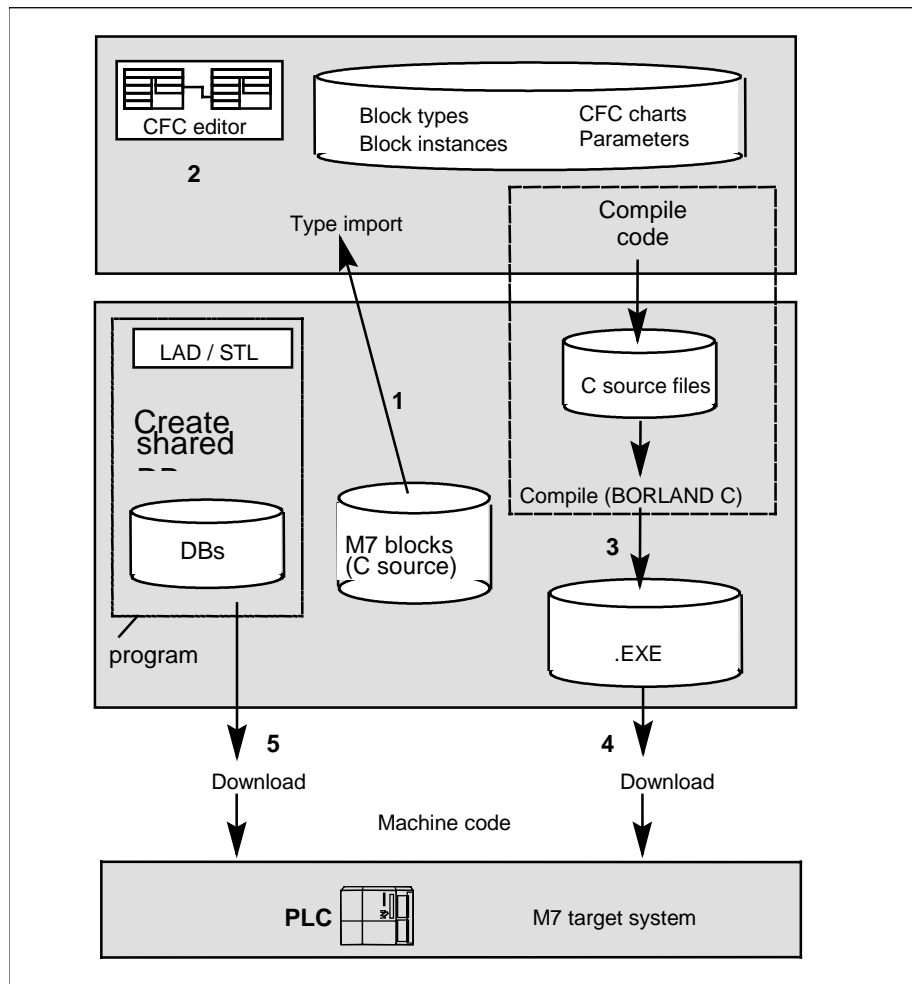 Block types
CFC charts
Block instances
Parameters
CFC editor
2
Type import
Compile
code
LAD / STL
C source files
1
Create
shared
Compile (BORLAND C)
DBs
M7 blocks
(C source)
3
.EXE
program
5
4
Download
Download
Machine code
PLC
M7 target system